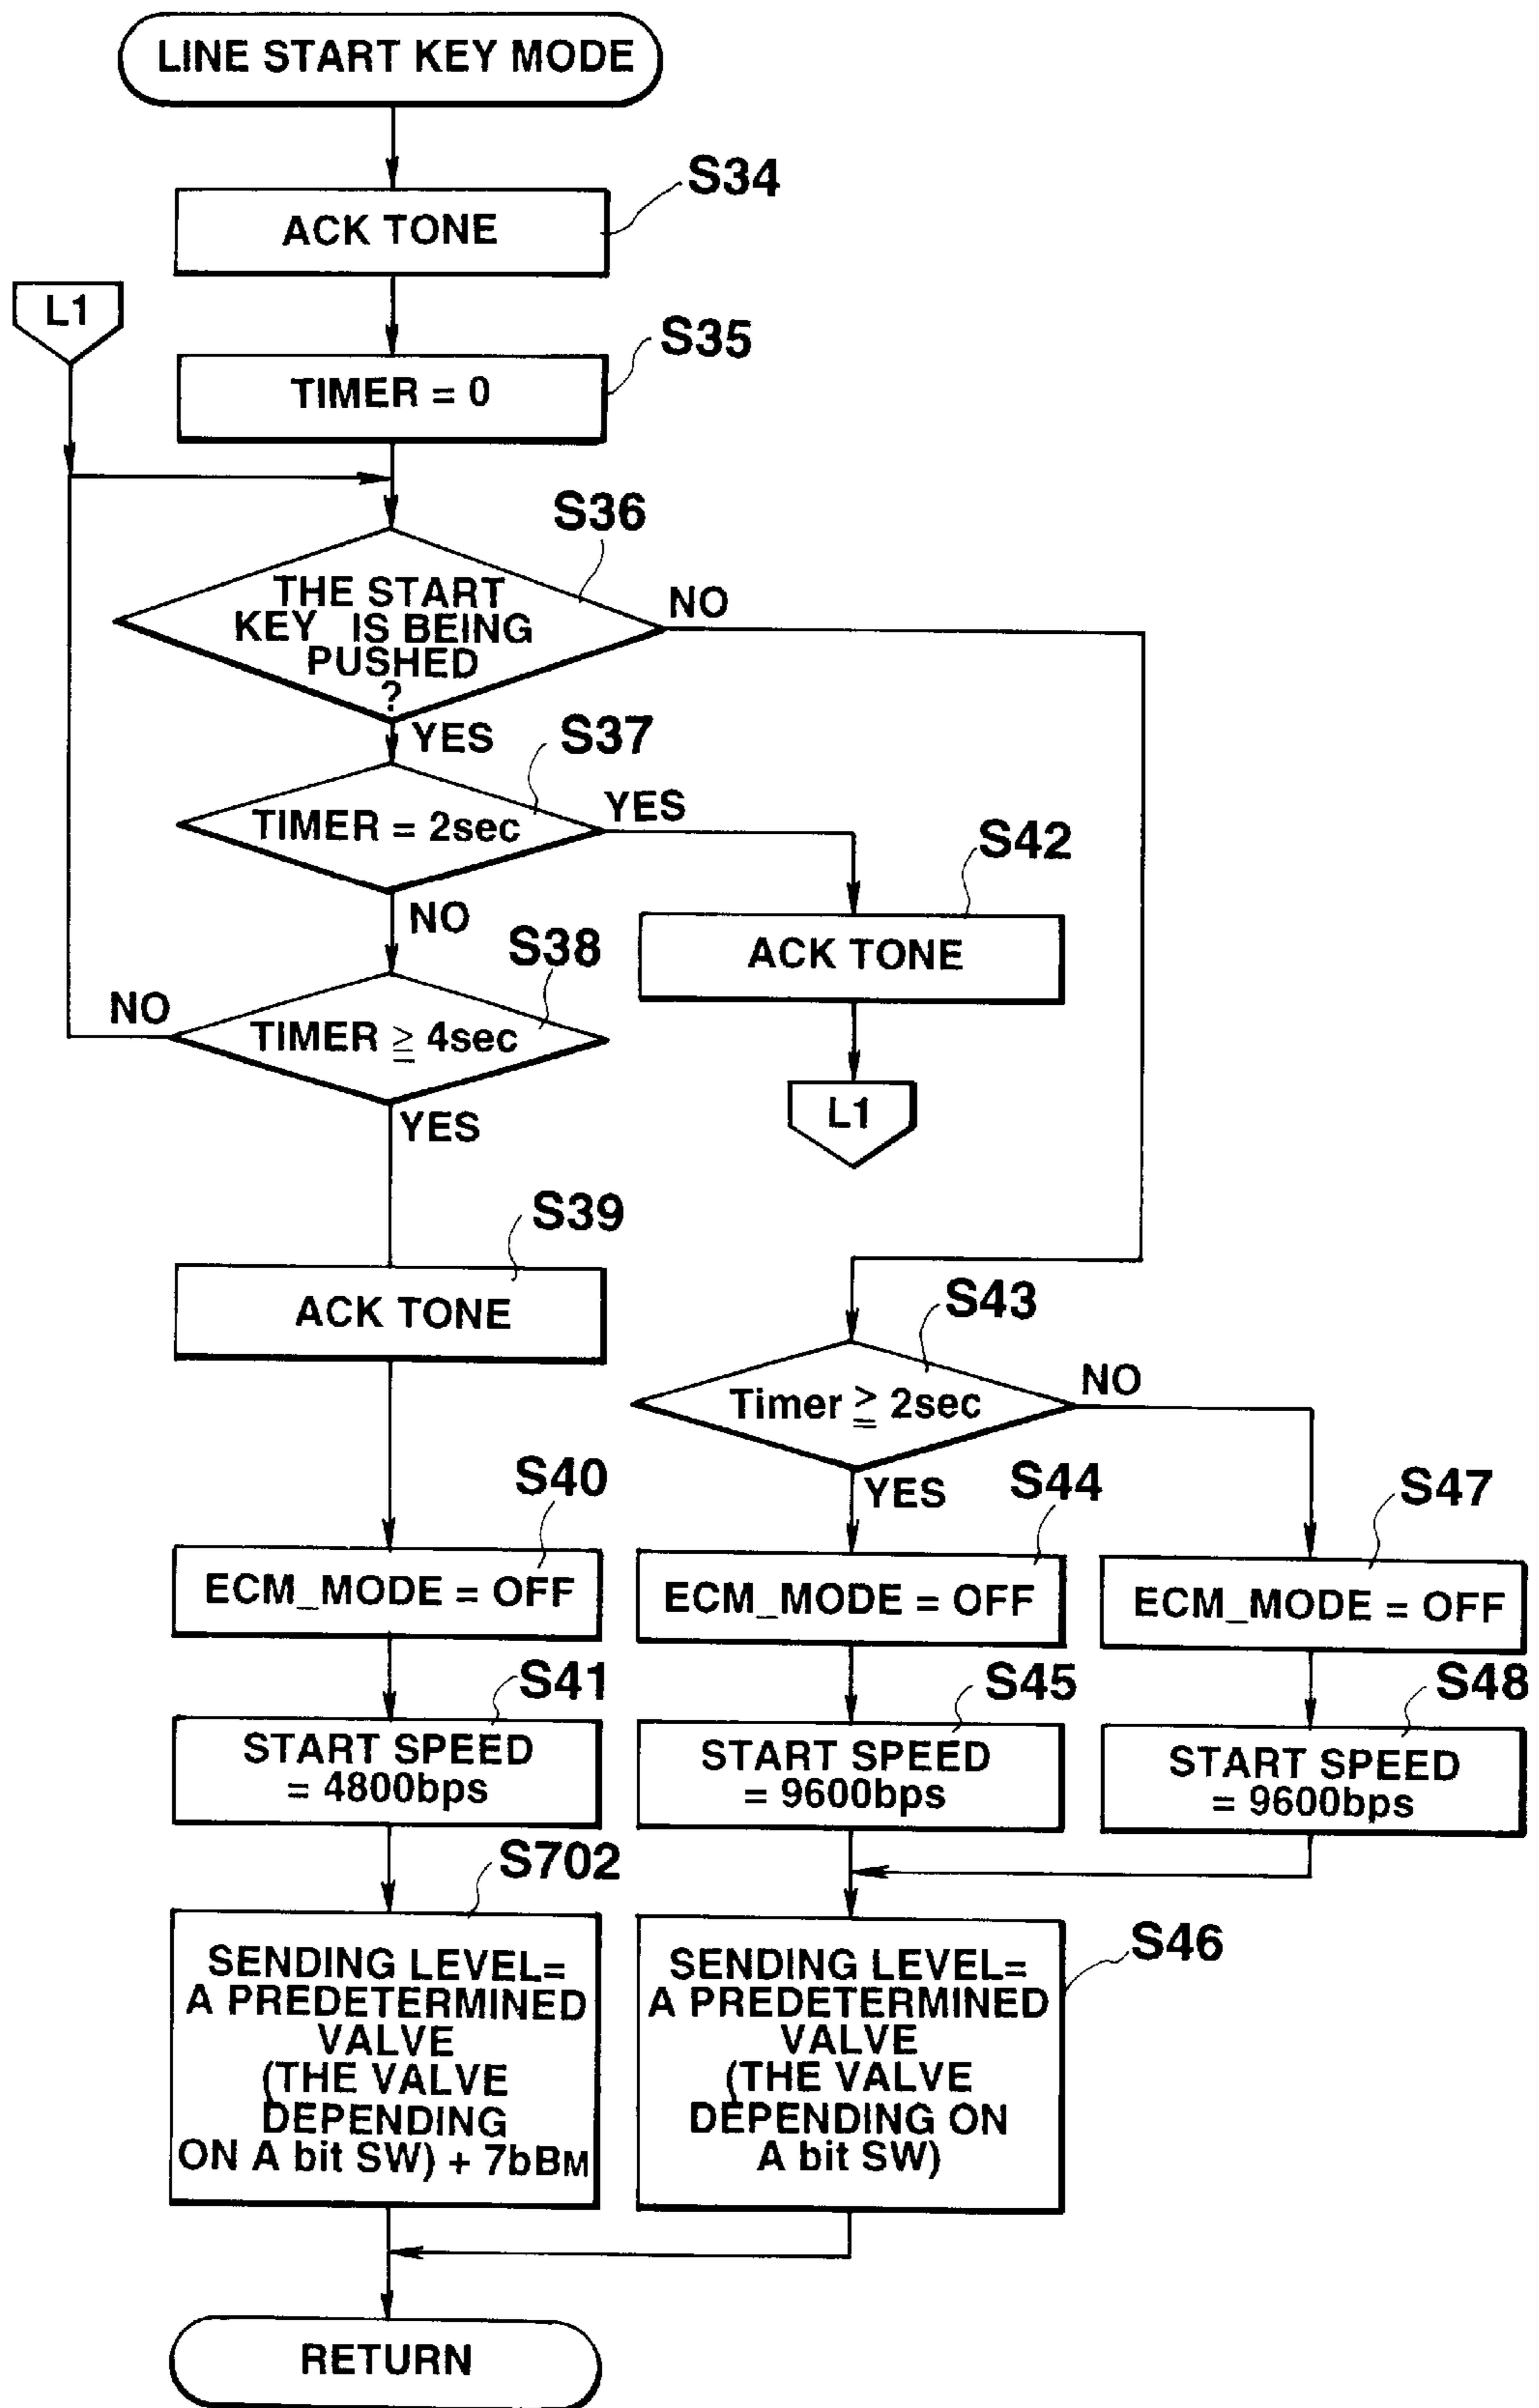 LINE START KEY MODE
S34
ACK TONE
L1
S35
TIMER = 0
S36
THE START
KEY IS BEING
PUSHED
?
NO
YES
S37
TIMER = 2sec
YES
S42
ACK TONE
L1
NO
S38
NO
TIMER ≧ 4sec
YES
S39
ACK TONE
S43
Timer ≧ 2sec
NO
YES
S40
ECM_MODE = OFF
S44
ECM_MODE = OFF
S47
ECM_MODE = OFF
S41
START SPEED
= 4800bps
S45
START SPEED
= 9600bps
S48
START SPEED
= 9600bps
S702
SENDING LEVEL=
A PREDETERMINED
VALVE
(THE VALVE
DEPENDING
ON A bit SW) + 7bBM
S46
SENDING LEVEL=
A PREDETERMINED
VALVE
(THE VALVE
DEPENDING ON
A bit SW)
RETURN